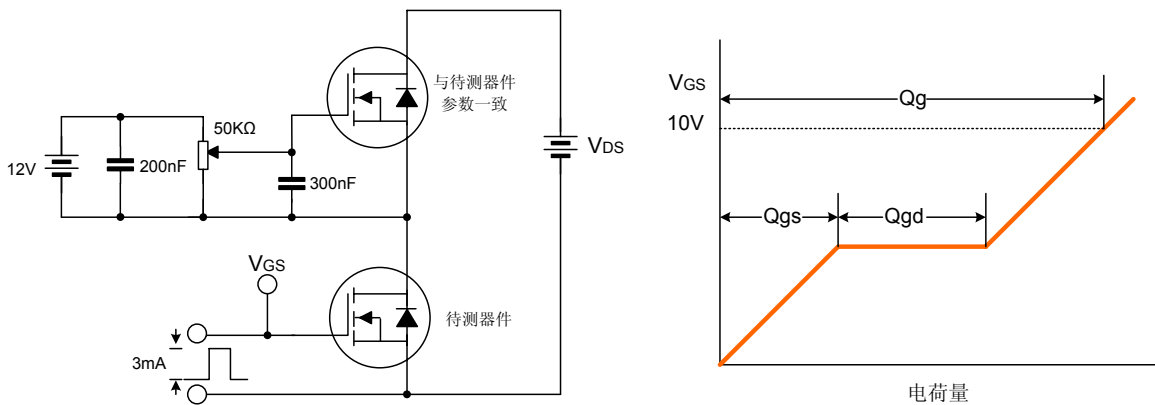 与待测器件
参数一致
12V
200nF
50KΩ
300nF
VDS
VGS
待测器件
3mA
VGS
10V
Qg
Qgs
Qgd
电荷量